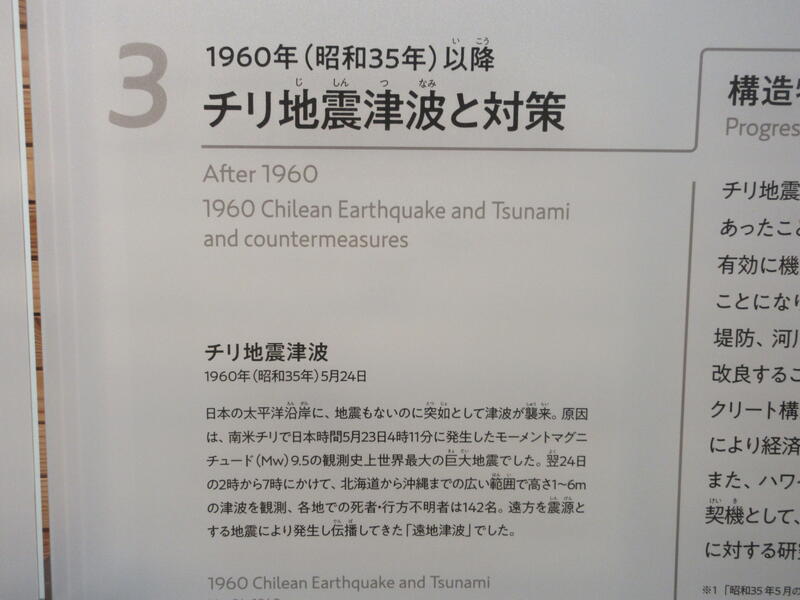 3
1960年（昭和35年）以降
チリ地震津波と対策
After 1960
1960 Chilean Earthquake and Tsunami
and countermeasures
チリ地震津波
1960年（昭和35年）5月24日
日本の太平洋沿岸に、地震もないのに突如として津波が襲来。原因
は、南米チリで日本時間5月23日4時11分に発生したモーメントマグニ
チュード（Mw）9.5の観測史上世界最大の巨大地震でした。翌24日
の2時から7時にかけて、北海道から沖縄までの広い範囲で高さ1〜6m
の津波を観測、各地での死者・行方不明者は142名。遠方を震源と
する地震により発生し伝播してきた「遠地津波」でした。
1960 Chilean Earthquake and Tsunami
構造
Progres
チリ地震
あったこと
有効に機
ことになり
堤防、河川
改良するこ
クリート構
により経済
また、ハワイ
契機として、
に対する研究
※1「昭和35年5月の